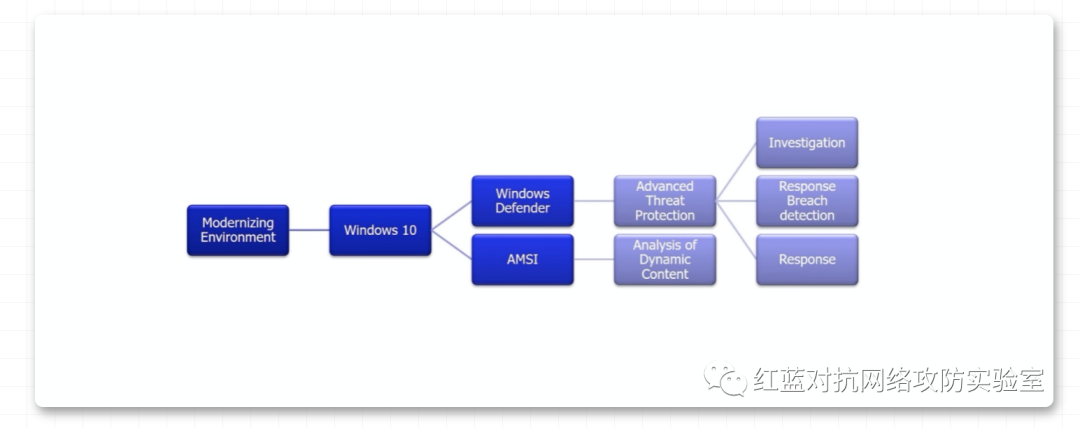 Modernizing
Environment
Windows 10
Windows
Defender
AMSI
Advanced
Threat
Protection
Analysis of
Dynamic
Content
Investigation
Response
Breach
detection
Response
红蓝对抗网络攻防实验室